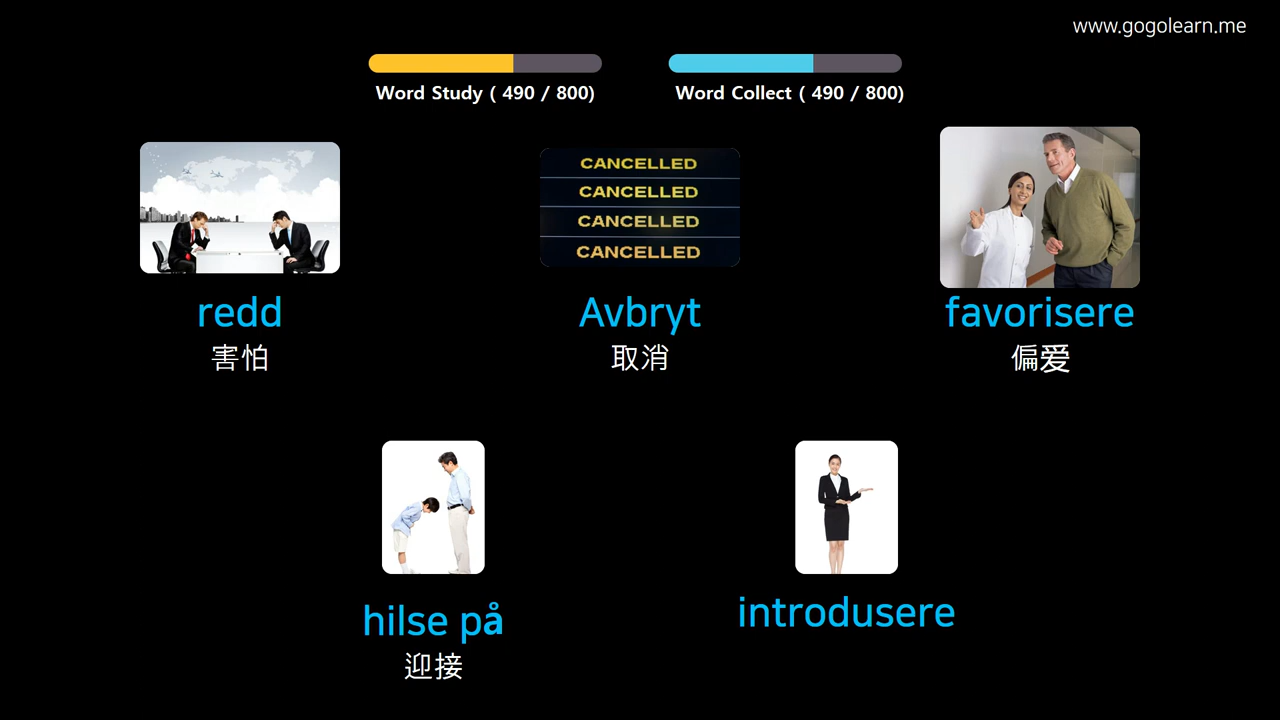 www.gogolearn.me
Word Study ( 490 / 800)
Word Collect ( 490 / 800)
CANCELLED
CANCELLED
CANCELLED
CANCELLED
redd
害怕
Avbryt
取消
favorisere
偏爱
hilse på
迎接
introdusere